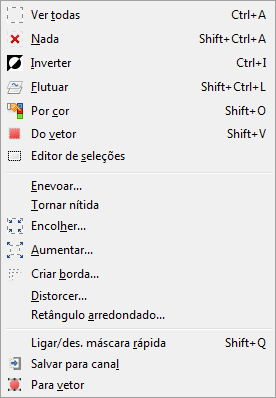 Ver todas Ctrl+A
Nada Shift+Ctrl+A
Inverter Ctrl+I
Flutuar Shift+Ctrl+L
Por cor Shift+O
Do vetor Shift+V
Editor de seleções
Enevoar...
Tornar nítida
Encolher...
Aumentar...
Criar borda...
Distorcer...
Retângulo arredondado...
Ligar/des. máscara rápida Shift+Q
Salvar para canal
Para vetor